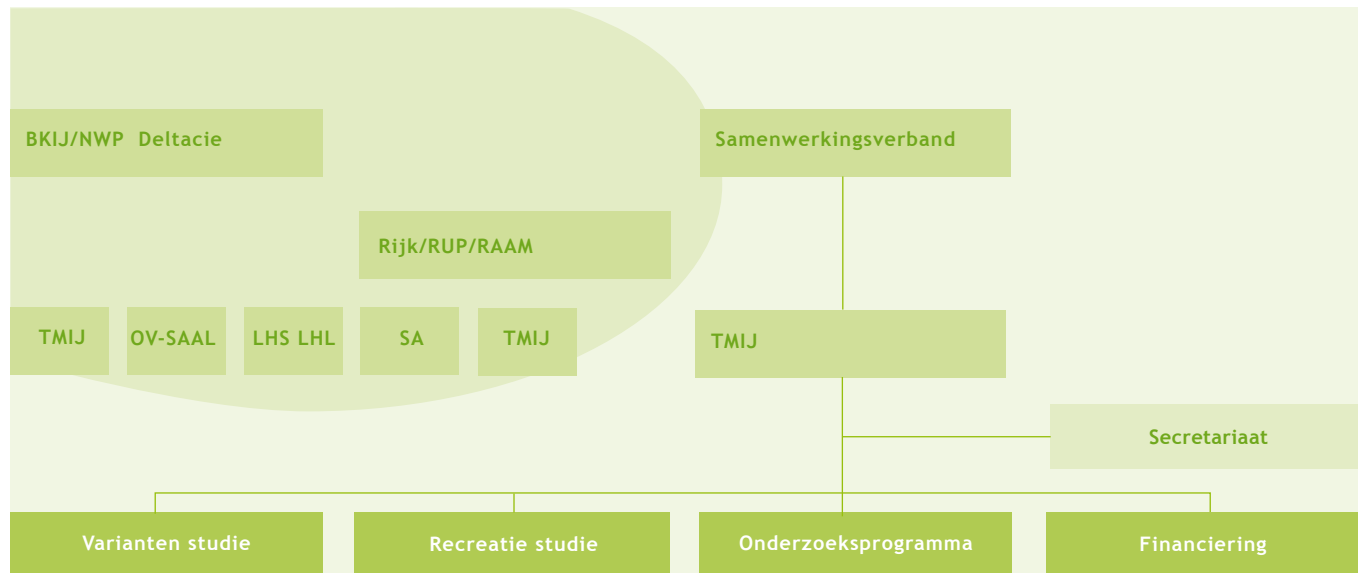 BKIJ/NWP Deltacie
Samenwerkingsverband
Rijk/RUP/RAAM
TMIJ
OV-SAAL
LHS LHL
SA
TMIJ
TMIJ
Secretariaat
Varianten studie
Recreatie studie
Onderzoeksprogramma
Financiering